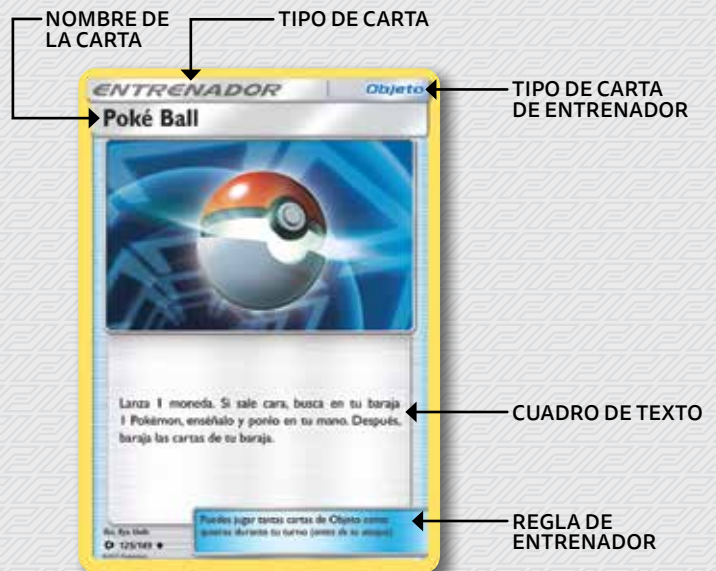 NOMBRE DE
LA CARTA
TIPO DE CARTA
ENTRENADOR
Objeto
TIPO DE CARTA
DE ENTRENADOR
Poké Ball
Lanza 1 moneda. Si sale cara, busca en tu baraja
1 Pokémon, enséñalo y ponlo en tu mano. Después,
baraja las cartas de tu baraja.
CUADRO DE TEXTO
Puedes jugar tantas cartas de Objeto como
quieras durante tu turno (antes de tu ataque).
REGLA DE
ENTRENADOR
125/149